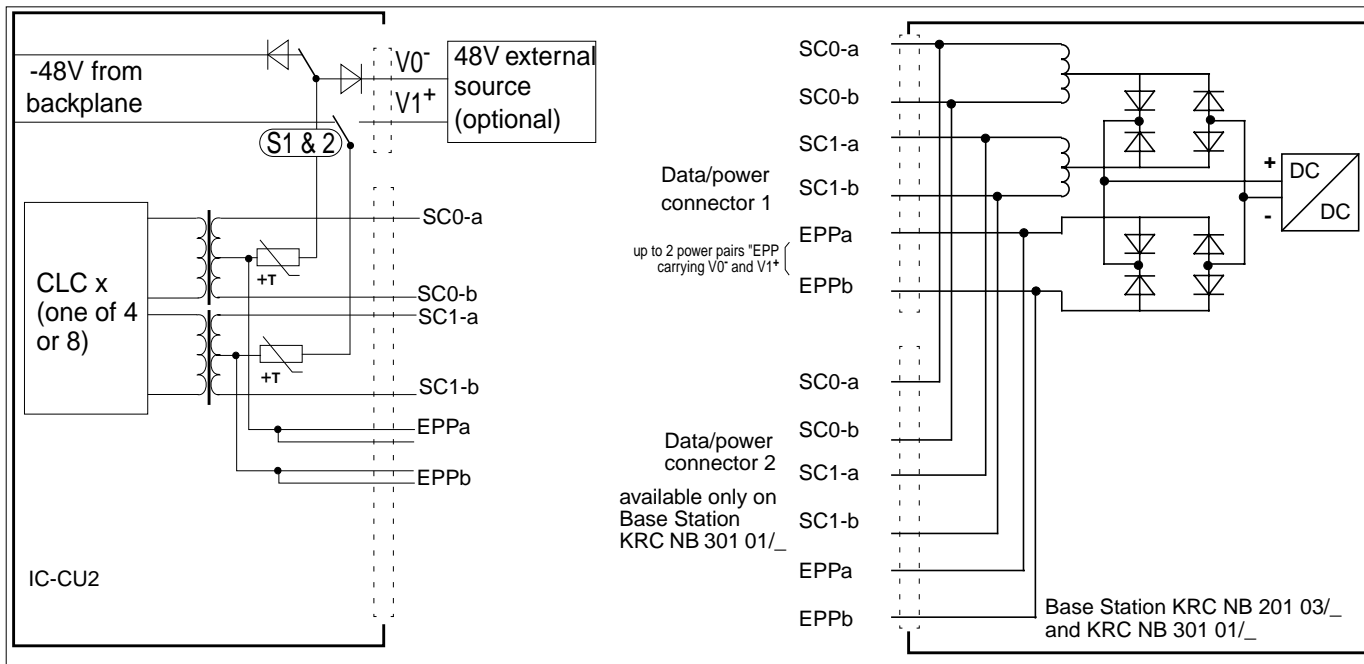 -48V from
backplane
V0-
V1+
48V external
source
(optional)
S1 & 2
CLC x
(one of 4
or 8)
+T
+T
SC0-a
SC0-b
SC1-a
SC1-b
EPPa
EPPb
IC-CU2
Data/power
connector 1
up to 2 power pairs "EPP
carrying V0- and V1+
SC0-a
SC0-b
SC1-a
SC1-b
EPPa
EPPb
Data/power
connector 2
available only on
Base Station
KRC NB 301 01/_
SC0-a
SC0-b
SC1-a
SC1-b
EPPa
EPPb
+
-
DC
DC
Base Station KRC NB 201 03/_
and KRC NB 301 01/_